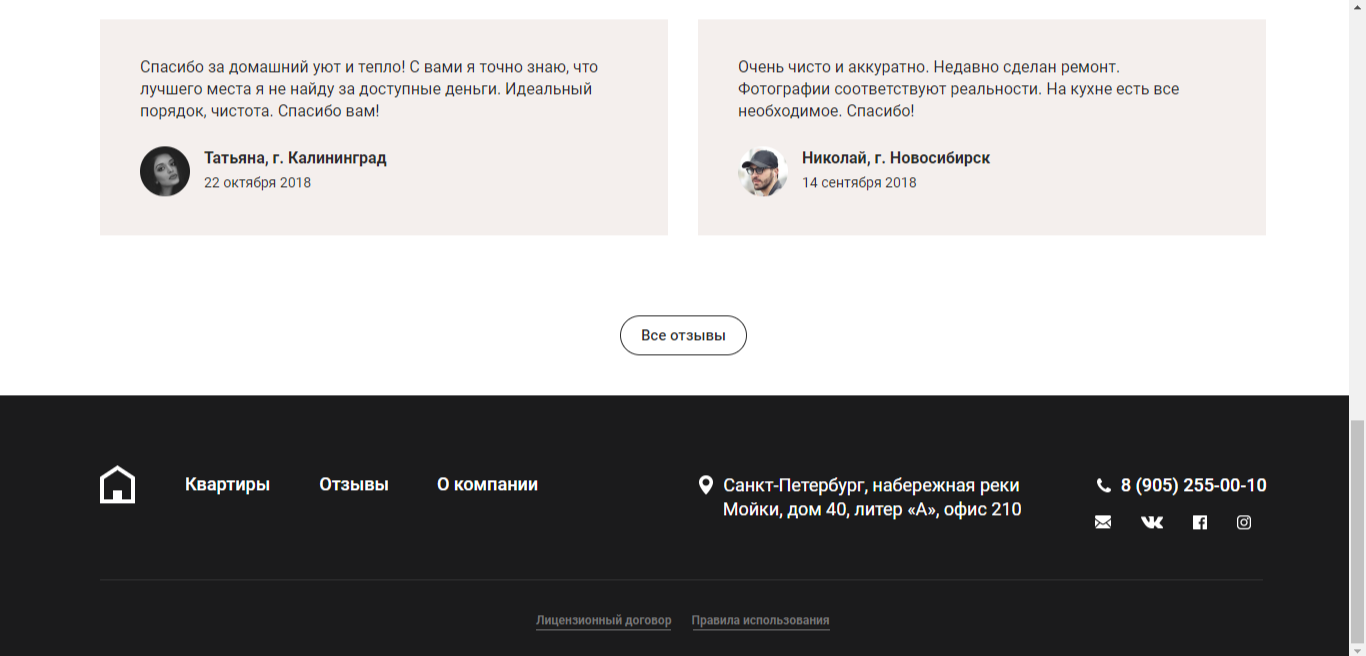 Спасибо за домашний уют и тепло! С вами я точно знаю, что
лучшего места я не найду за доступные деньги. Идеальный
порядок, чистота. Спасибо вам!
Татьяна, г. Калининград
22 октября 2018
Очень чисто и аккуратно. Недавно сделан ремонт.
Фотографии соответствуют реальности. На кухне есть все
необходимое. Спасибо!
Николай, г. Новосибирск
14 сентября 2018
Все отзывы
Квартиры
Отзывы
О компании
Санкт-Петербург, набережная реки
Мойки, дом 40, литер «А», офис 210
8 (905) 255-00-10
Лицензионный договор
Правила использования